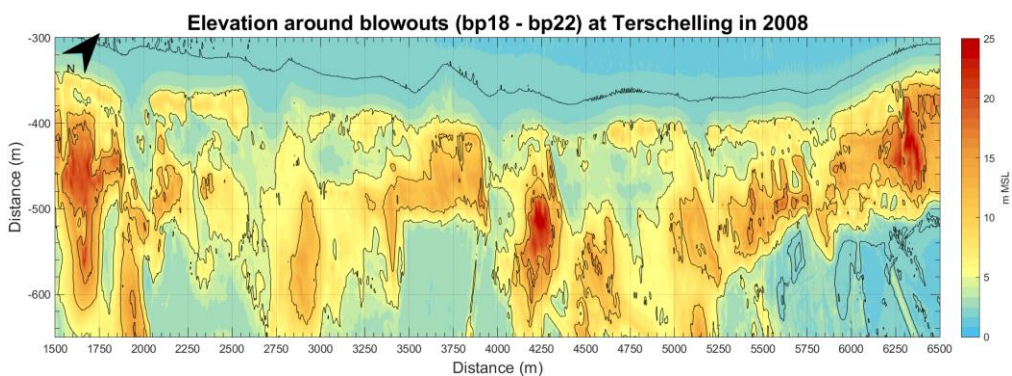 Elevation around blowouts (bp18 - bp22) at Terschelling in 2008
-300
-400
-500
-600
Distance (m)
N
1500 1750 2000 2250 2500 2750 3000 3250 3500 3750 4000 4250 4500 4750 5000 5250 5500 5750 6000 6250 6500
Distance (m)
25
20
15
10
5
0
m MSL